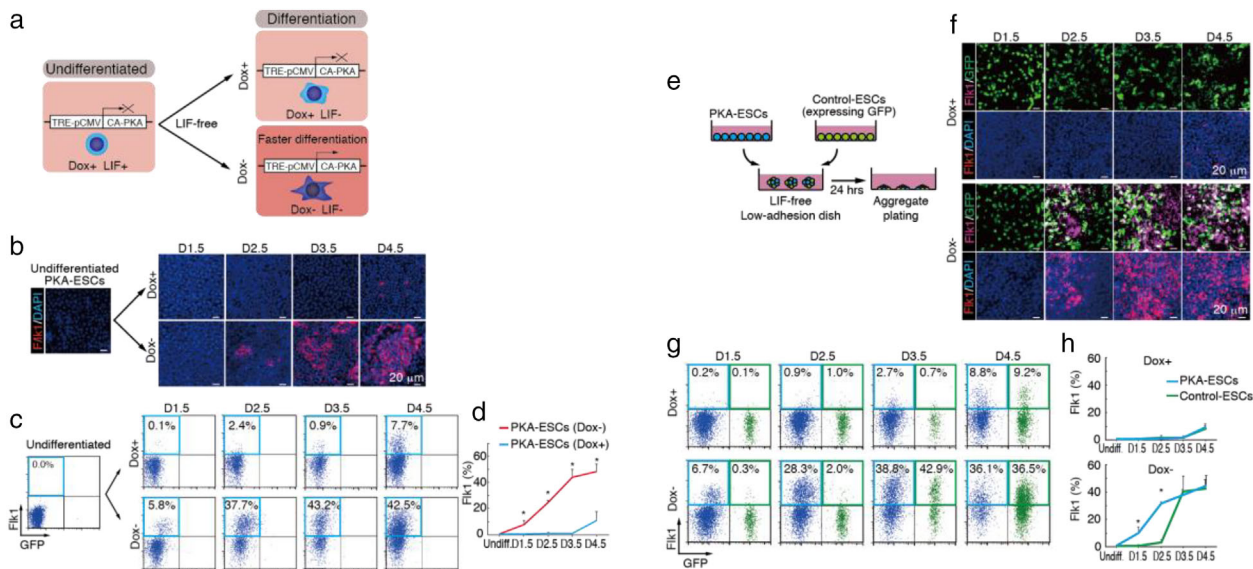 a
Differentiation
Undifferentiated
TRE-pCMV CA-PKA
Dox+ LIF+
LIF-free
Dox+
TRE-pCMV CA-PKA
Dox+ LIF-
Dox-
Faster differentiation
TRE-pCMV CA-PKA
Dox- LIF-
b
Undifferentiated
PKA-ESCs
Flk1/DAPI
D1.5 D2.5 D3.5 D4.5
Dox+
Dox-
20 μm
c
Undifferentiated
0.0%
Flk1
GFP
D1.5 D2.5 D3.5 D4.5
Dox+
0.1% 2.4% 0.9% 7.7%
Dox-
5.8% 37.7% 43.2% 42.5%
d
PKA-ESCs (Dox-)
PKA-ESCs (Dox+)
Flk1 (%)
60
40
20
0
* * * *
Undiff. D1.5 D2.5 D3.5 D4.5
e
PKA-ESCs
Control-ESCs
(expressing GFP)
LIF-free
Low-adhesion dish
24 hrs
Aggregate
plating
f
D1.5 D2.5 D3.5 D4.5
Dox+
Flk1/GFP
Flk1/DAPI
20 μm
Dox-
Flk1/GFP
Flk1/DAPI
20 μm
g
D1.5 D2.5 D3.5 D4.5
Dox+
0.2% 0.1% 0.9% 1.0% 2.7% 0.7% 8.8% 9.2%
Dox-
6.7% 0.3% 28.3% 2.0% 38.8% 42.9% 36.1% 36.5%
Flk1
GFP
h
Dox+
PKA-ESCs
Control-ESCs
Flk1 (%)
60
40
20
0
Undiff. D1.5 D2.5 D3.5 D4.5
Dox-
Flk1 (%)
60
40
20
0
* *
Undiff. D1.5 D2.5 D3.5 D4.5